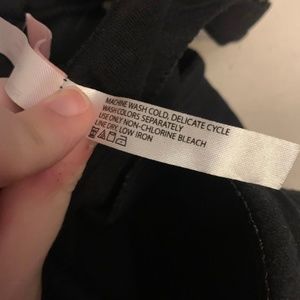 MACHINE WASH COLD, DELICATE CYCLE
WASH COLORS SEPARATELY
USE ONLY NON-CHLORINE BLEACH
LINE DRY, LOW IRON